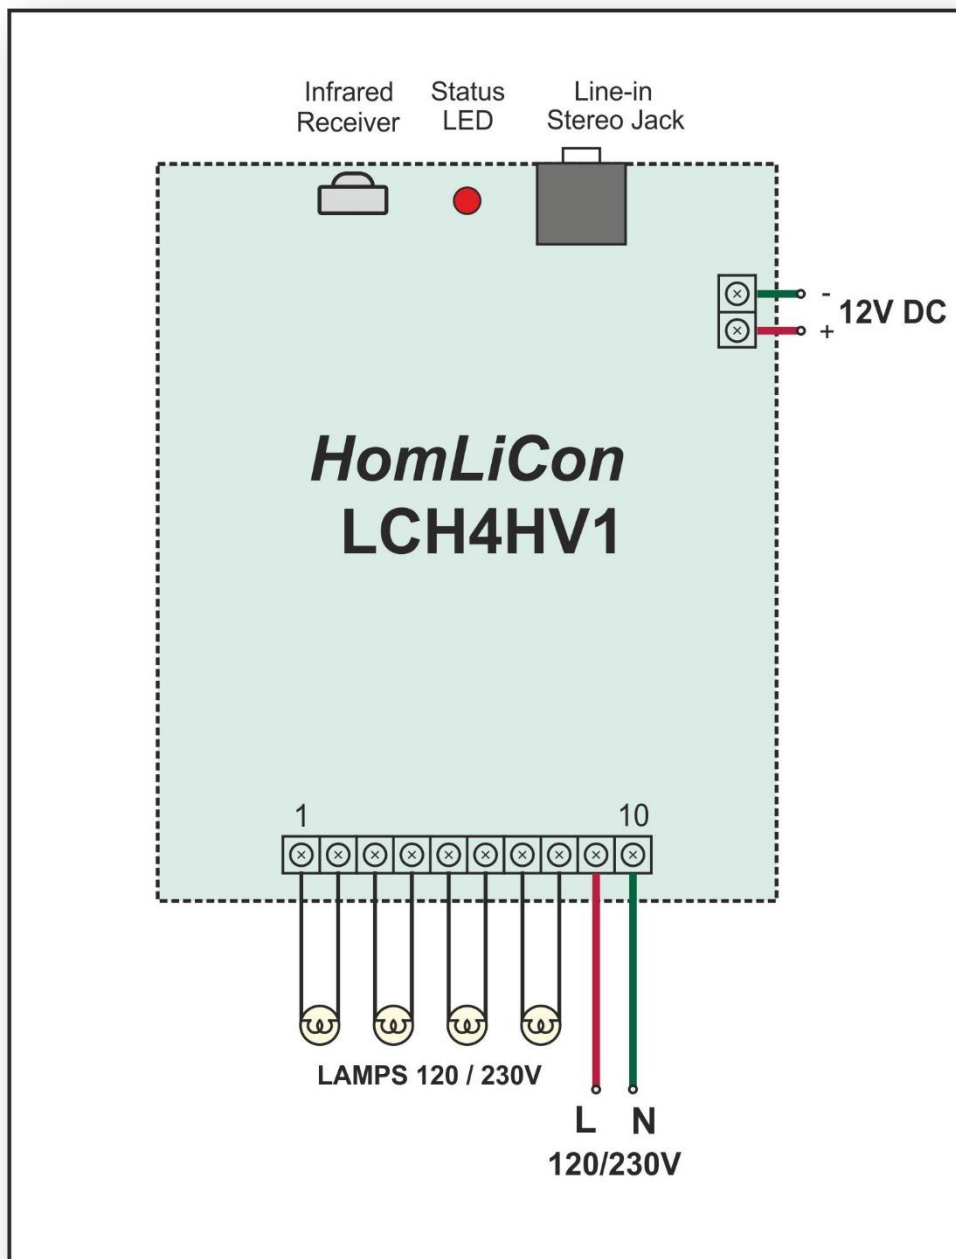 Infrared
Receiver
Status
LED
Line-in
Stereo Jack
-
+
12V DC
HomLiCon
LCH4HV1
1
10
LAMPS 120 / 230V
L N
120/230V